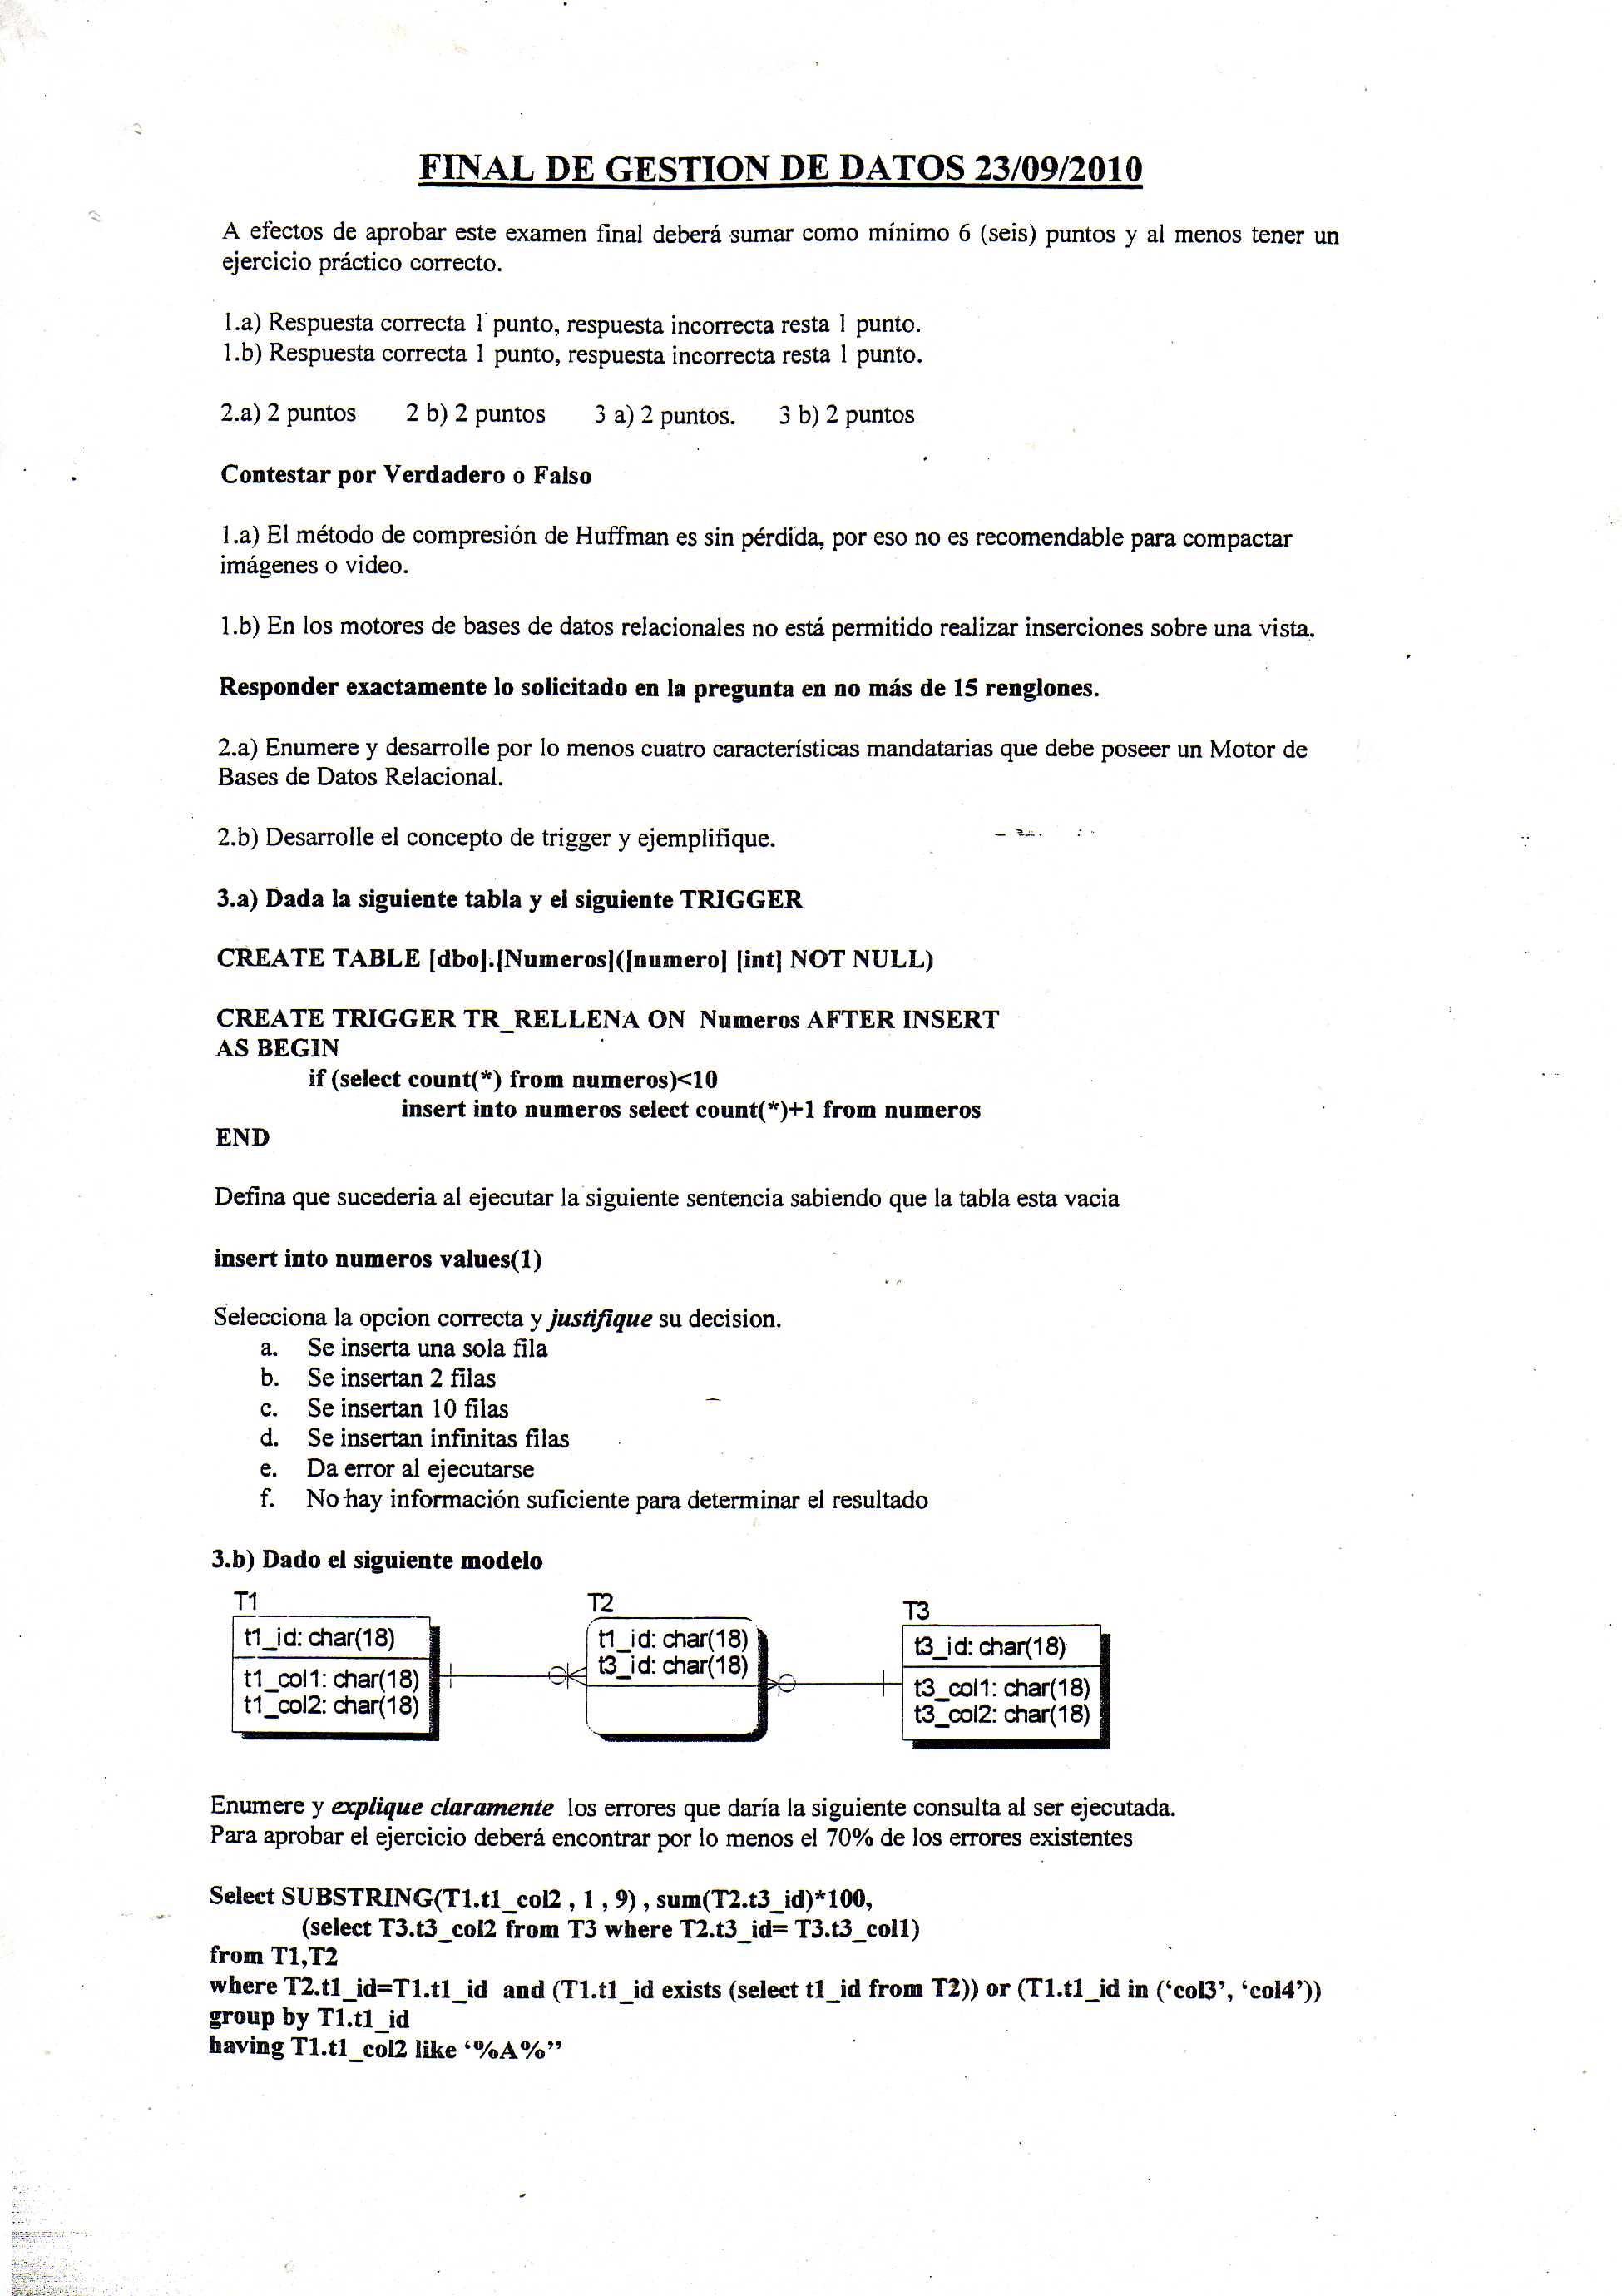 FINAL DE GESTION DE DATOS 23/09/2010
A efectos de aprobar este examen final deberá sumar como mínimo 6 (seis) puntos y al menos tener un
ejercicio práctico correcto.
1.a) Respuesta correcta 1 punto, respuesta incorrecta resta 1 punto.
1.b) Respuesta correcta 1 punto, respuesta incorrecta resta 1 punto.
2.a) 2 puntos 2 b) 2 puntos 3 a) 2 puntos. 3 b) 2 puntos
Contestar por Verdadero o Falso
1.a) El método de compresión de Huffman es sin pérdida, por eso no es recomendable para compactar
imágenes o video.
1.b) En los motores de bases de datos relacionales no está permitido realizar inserciones sobre una vista.
Responder exactamente lo solicitado en la pregunta en no más de 15 renglones.
2.a) Enumere y desarrolle por lo menos cuatro características mandatarias que debe poseer un Motor de
Bases de Datos Relacional.
2.b) Desarrolle el concepto de trigger y ejemplifique.
3.a) Dada la siguiente tabla y el siguiente TRIGGER
CREATE TABLE [dbo].[Numeros]([numero] [int] NOT NULL)
CREATE TRIGGER TR_RELLENA ON Numeros AFTER INSERT
AS BEGIN
if (select count(*) from numeros)<10
insert into numeros select count(*)+1 from numeros
END
Defina que sucederia al ejecutar la siguiente sentencia sabiendo que la tabla esta vacia
insert into numeros values(1)
Selecciona la opcion correcta y justifique su decision.
a. Se inserta una sola fila
b. Se insertan 2 filas
c. Se insertan 10 filas
d. Se insertan infinitas filas
e. Da error al ejecutarse
f. No hay información suficiente para determinar el resultado
3.b) Dado el siguiente modelo
T1
t1_id: char(18)
t1_col1: char(18)
t1_col2: char(18)
T2
t1_id: char(18)
t3_id: char(18)
T3
t3_id: char(18)
t3_col1: char(18)
t3_col2: char(18)
Enumere y explique claramente los errores que daría la siguiente consulta al ser ejecutada.
Para aprobar el ejercicio deberá encontrar por lo menos el 70% de los errores existentes
Select SUBSTRING(T1.t1_col2 , 1 , 9) , sum(T2.t3_id)*100,
(select T3.t3_col2 from T3 where T2.t3_id= T3.t3_col1)
from T1,T2
where T2.t1_id=T1.t1_id and (T1.t1_id exists (select t1_id from T2)) or (T1.t1_id in (‘col3’, ‘col4’))
group by T1.t1_id
having T1.t1_col2 like ‘%A%”